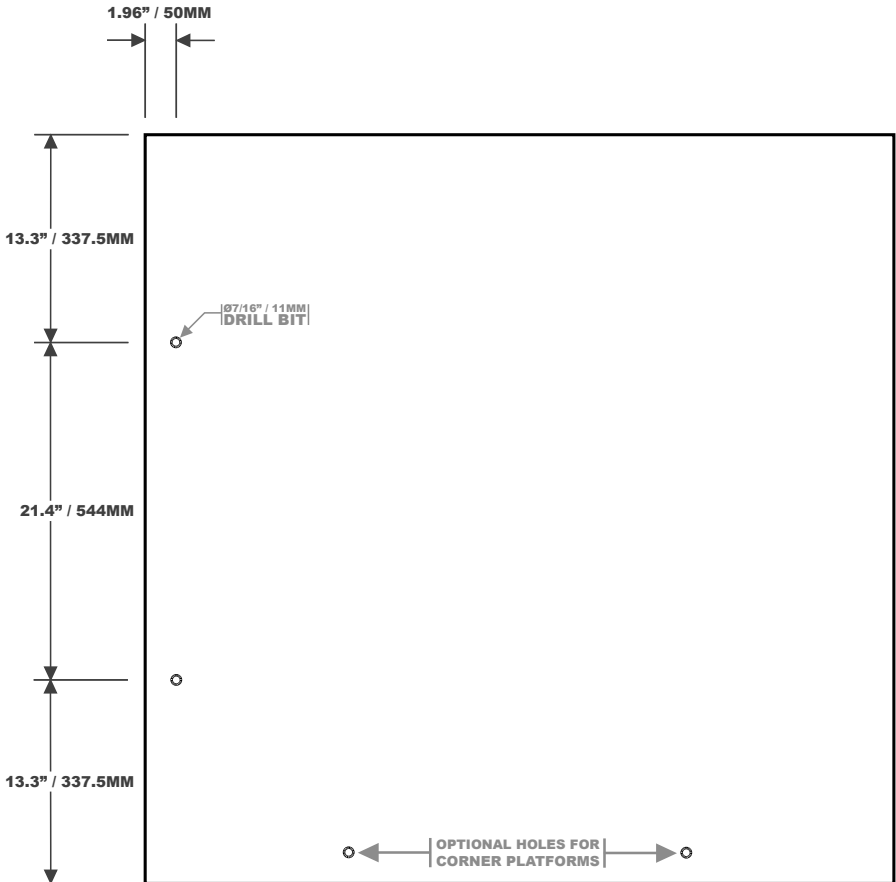 1.96” / 50MM
13.3” / 337.5MM
Ø7/16” / 11MM
DRILL BIT
21.4” / 544MM
13.3” / 337.5MM
OPTIONAL HOLES FOR
CORNER PLATFORMS